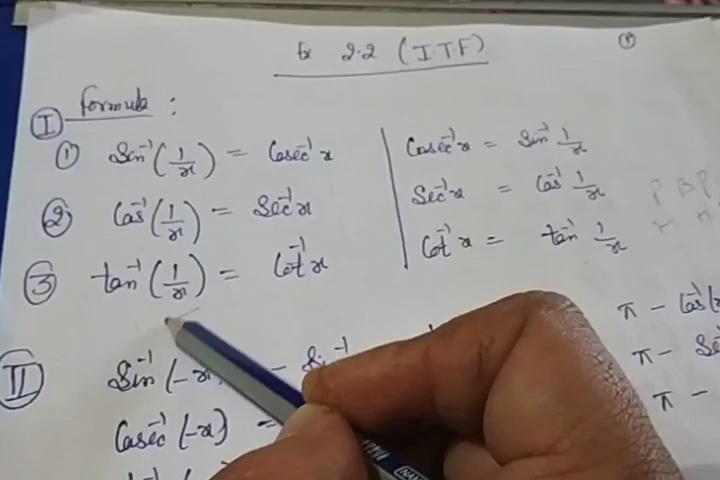 Ex 2.2 (I.T.F)
①
Ⓘ Formula :
① Sin⁻¹(1/x) = Cosec⁻¹x | Cosec⁻¹x = Sin⁻¹ 1/x
② Cos⁻¹(1/x) = Sec⁻¹x | Sec⁻¹x = Cos⁻¹ 1/x
③ tan⁻¹(1/x) = Cot⁻¹x | Cot⁻¹x = tan⁻¹ 1/x
P B P
H H
II Sin⁻¹(-x) = - Sin⁻¹ π - Cos⁻¹(x
Cosec⁻¹(-x) = π - Sec
π -